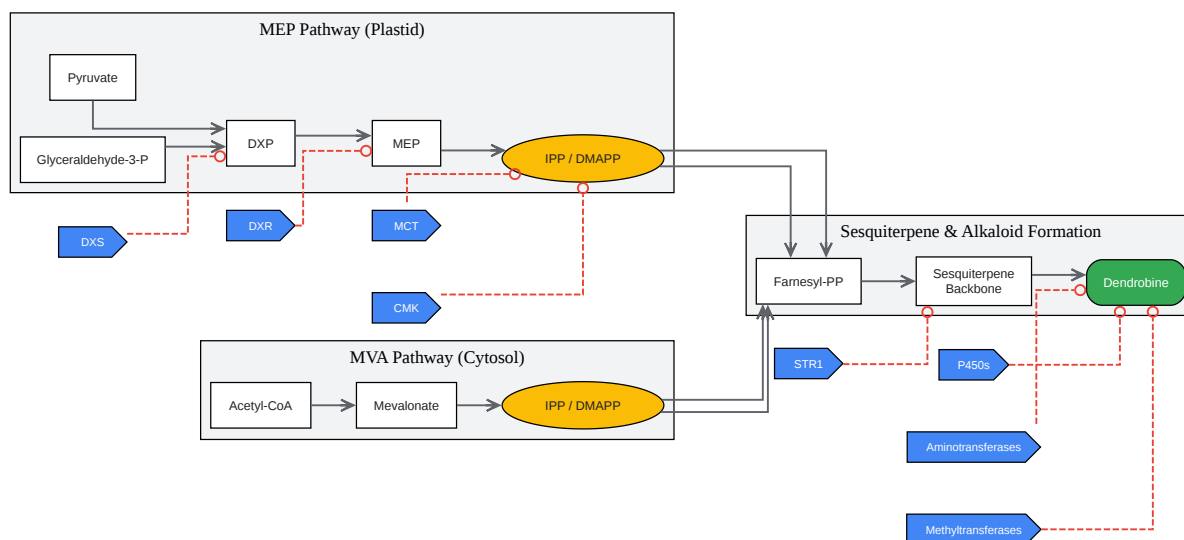 MEP Pathway (Plastid)
Pyruvate
Glyceraldehyde-3-P
DXP
MEP
IPP / DMAPP
DXS
DXR
MCT
CMK
Sesquiterpene & Alkaloid Formation
Farnesyl-PP
Sesquiterpene
Backbone
Dendrobine
STR1
P450s
Aminotransferases
Methyltransferases
MVA Pathway (Cytosol)
Acetyl-CoA
Mevalonate
IPP / DMAPP